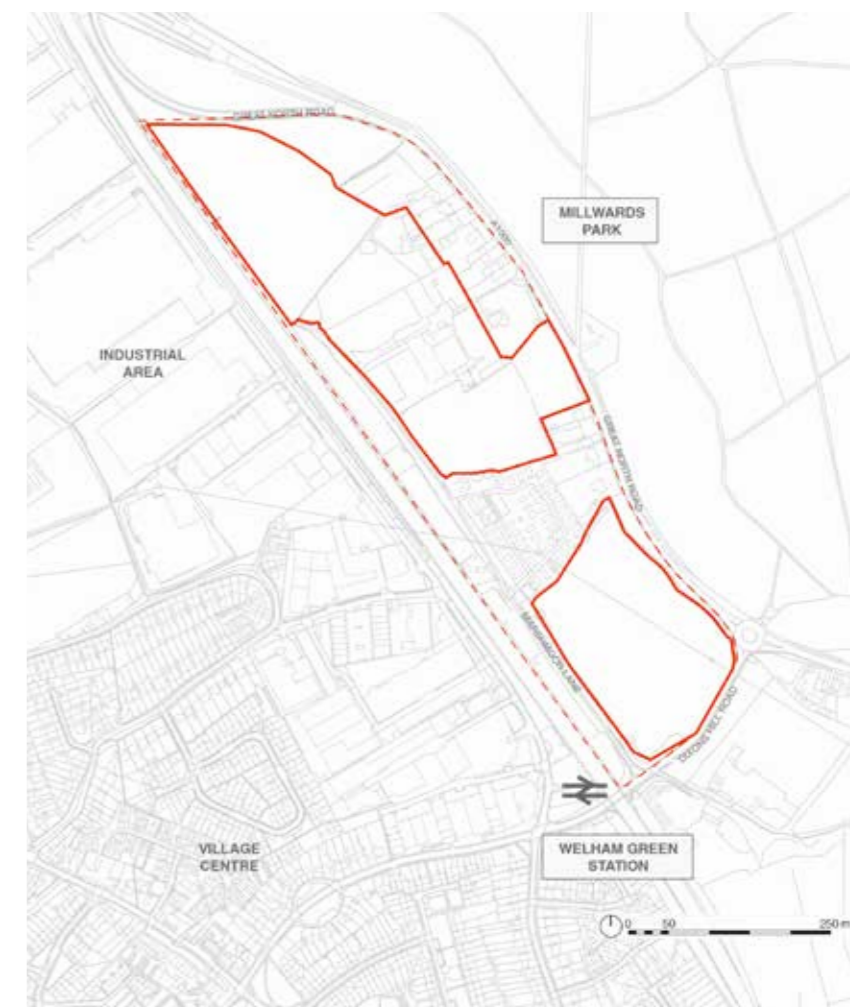 GREAT NORTH ROAD
MILLWARDS
PARK
A1000
INDUSTRIAL
AREA
GREAT NORTH ROAD
MARSHMOOR LANE
DIXONS HILL ROAD
VILLAGE
CENTRE
WELHAM GREEN
STATION
0 50 250 m